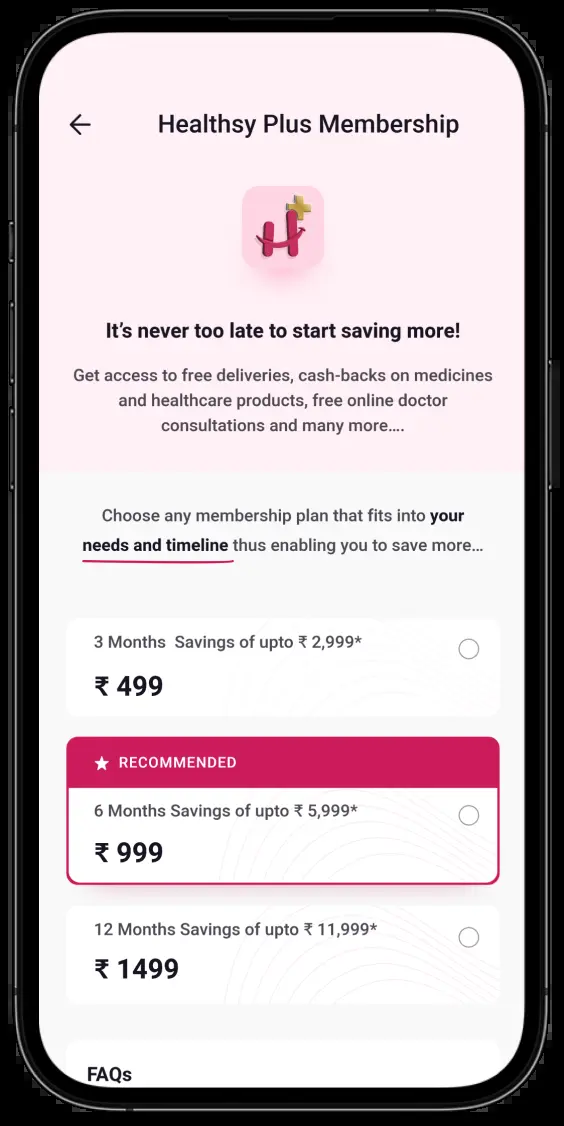 Healthsy Plus Membership
It’s never too late to start saving more!
Get access to free deliveries, cash-backs on medicines
and healthcare products, free online doctor
consultations and many more....
Choose any membership plan that fits into your
needs and timeline thus enabling you to save more...
3 Months  Savings of upto ₹ 2,999*
₹ 499
RECOMMENDED
6 Months Savings of upto ₹ 5,999*
₹ 999
12 Months Savings of upto ₹ 11,999*
₹ 1499
FAQs